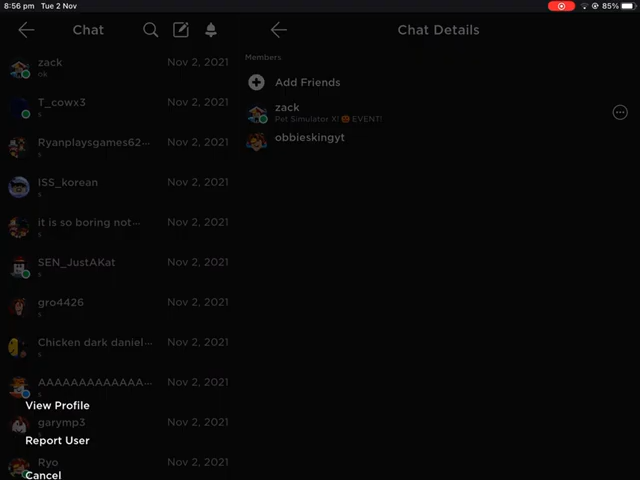 8:56 pm Tue 2 Nov
85%
Chat
Chat Details
zack Nov 2, 2021
ok
T_cowx3 Nov 2, 2021
s
Ryanplaysgames62... Nov 2, 2021
s
ISS_korean Nov 2, 2021
s
it is so boring not... Nov 2, 2021
s
SEN_JustAKat Nov 2, 2021
s
gro4426 Nov 2, 2021
s
Chicken dark daniel... Nov 2, 2021
s
AAAAAAAAAAAAA... Nov 2, 2021
s
View Profile
garymp3 Nov 2, 2021
s
Report User
Ryo Nov 2, 2021
Cancel
Members
Add Friends
zack
Pet Simulator X! 🎃 EVENT!
obbieskingyt